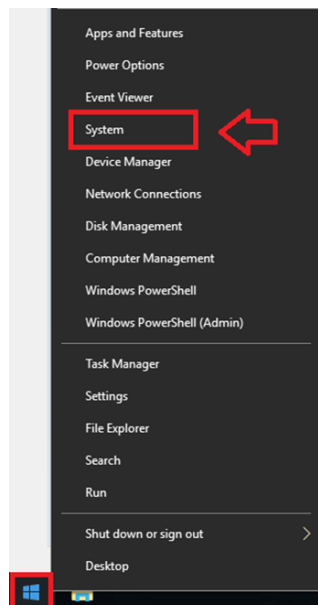 Apps and Features
Power Options
Event Viewer
System
Device Manager
Network Connections
Disk Management
Computer Management
Windows PowerShell
Windows PowerShell (Admin)
Task Manager
Settings
File Explorer
Search
Run
Shut down or sign out
Desktop